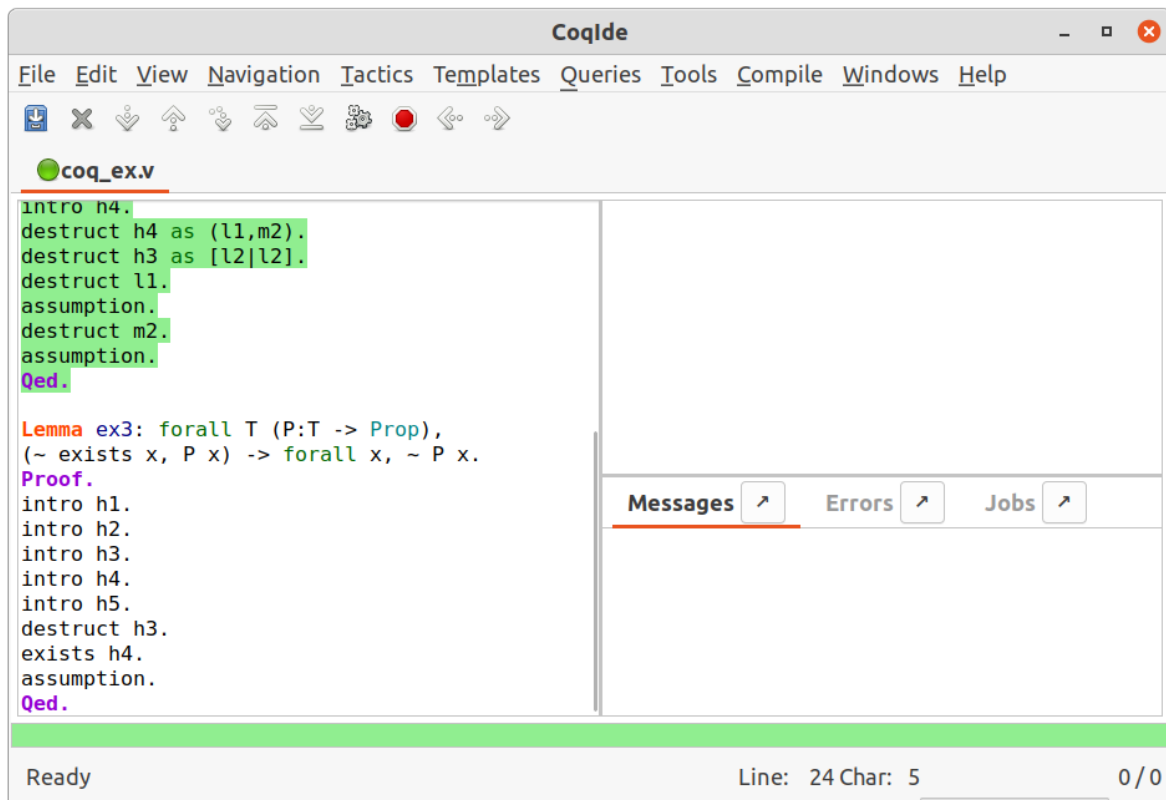 CoqIde
File Edit View Navigation Tactics Templates Queries Tools Compile Windows Help
coq_ex.v
intro h4.
destruct h4 as (l1,m2).
destruct h3 as [l2|l2].
destruct l1.
assumption.
destruct m2.
assumption.
Qed.
Lemma ex3: forall T (P:T -> Prop),
(~ exists x, P x) -> forall x, ~ P x.
Proof.
intro h1.
intro h2.
intro h3.
intro h4.
intro h5.
destruct h3.
exists h4.
assumption.
Qed.
Messages Errors Jobs
Ready Line: 24 Char: 5 0 / 0